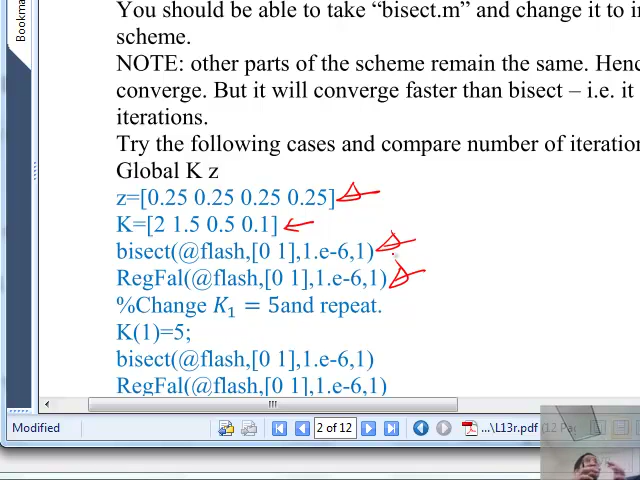 You should be able to take “bisect.m” and change it to i
scheme.
NOTE: other parts of the scheme remain the same. Henc
converge. But it will converge faster than bisect – i.e. it
iterations.
Try the following cases and compare number of iteration
Global K z
z=[0.25 0.25 0.25 0.25]
K=[2 1.5 0.5 0.1]
bisect(@flash,[0 1],1.e-6,1)
RegFal(@flash,[0 1],1.e-6,1)
%Change K₁ = 5and repeat.
K(1)=5;
bisect(@flash,[0 1],1.e-6,1)
RegFal(@flash,[0 1],1.e-6,1)
Bookma
Modified
2 of 12
...\L13r.pdf